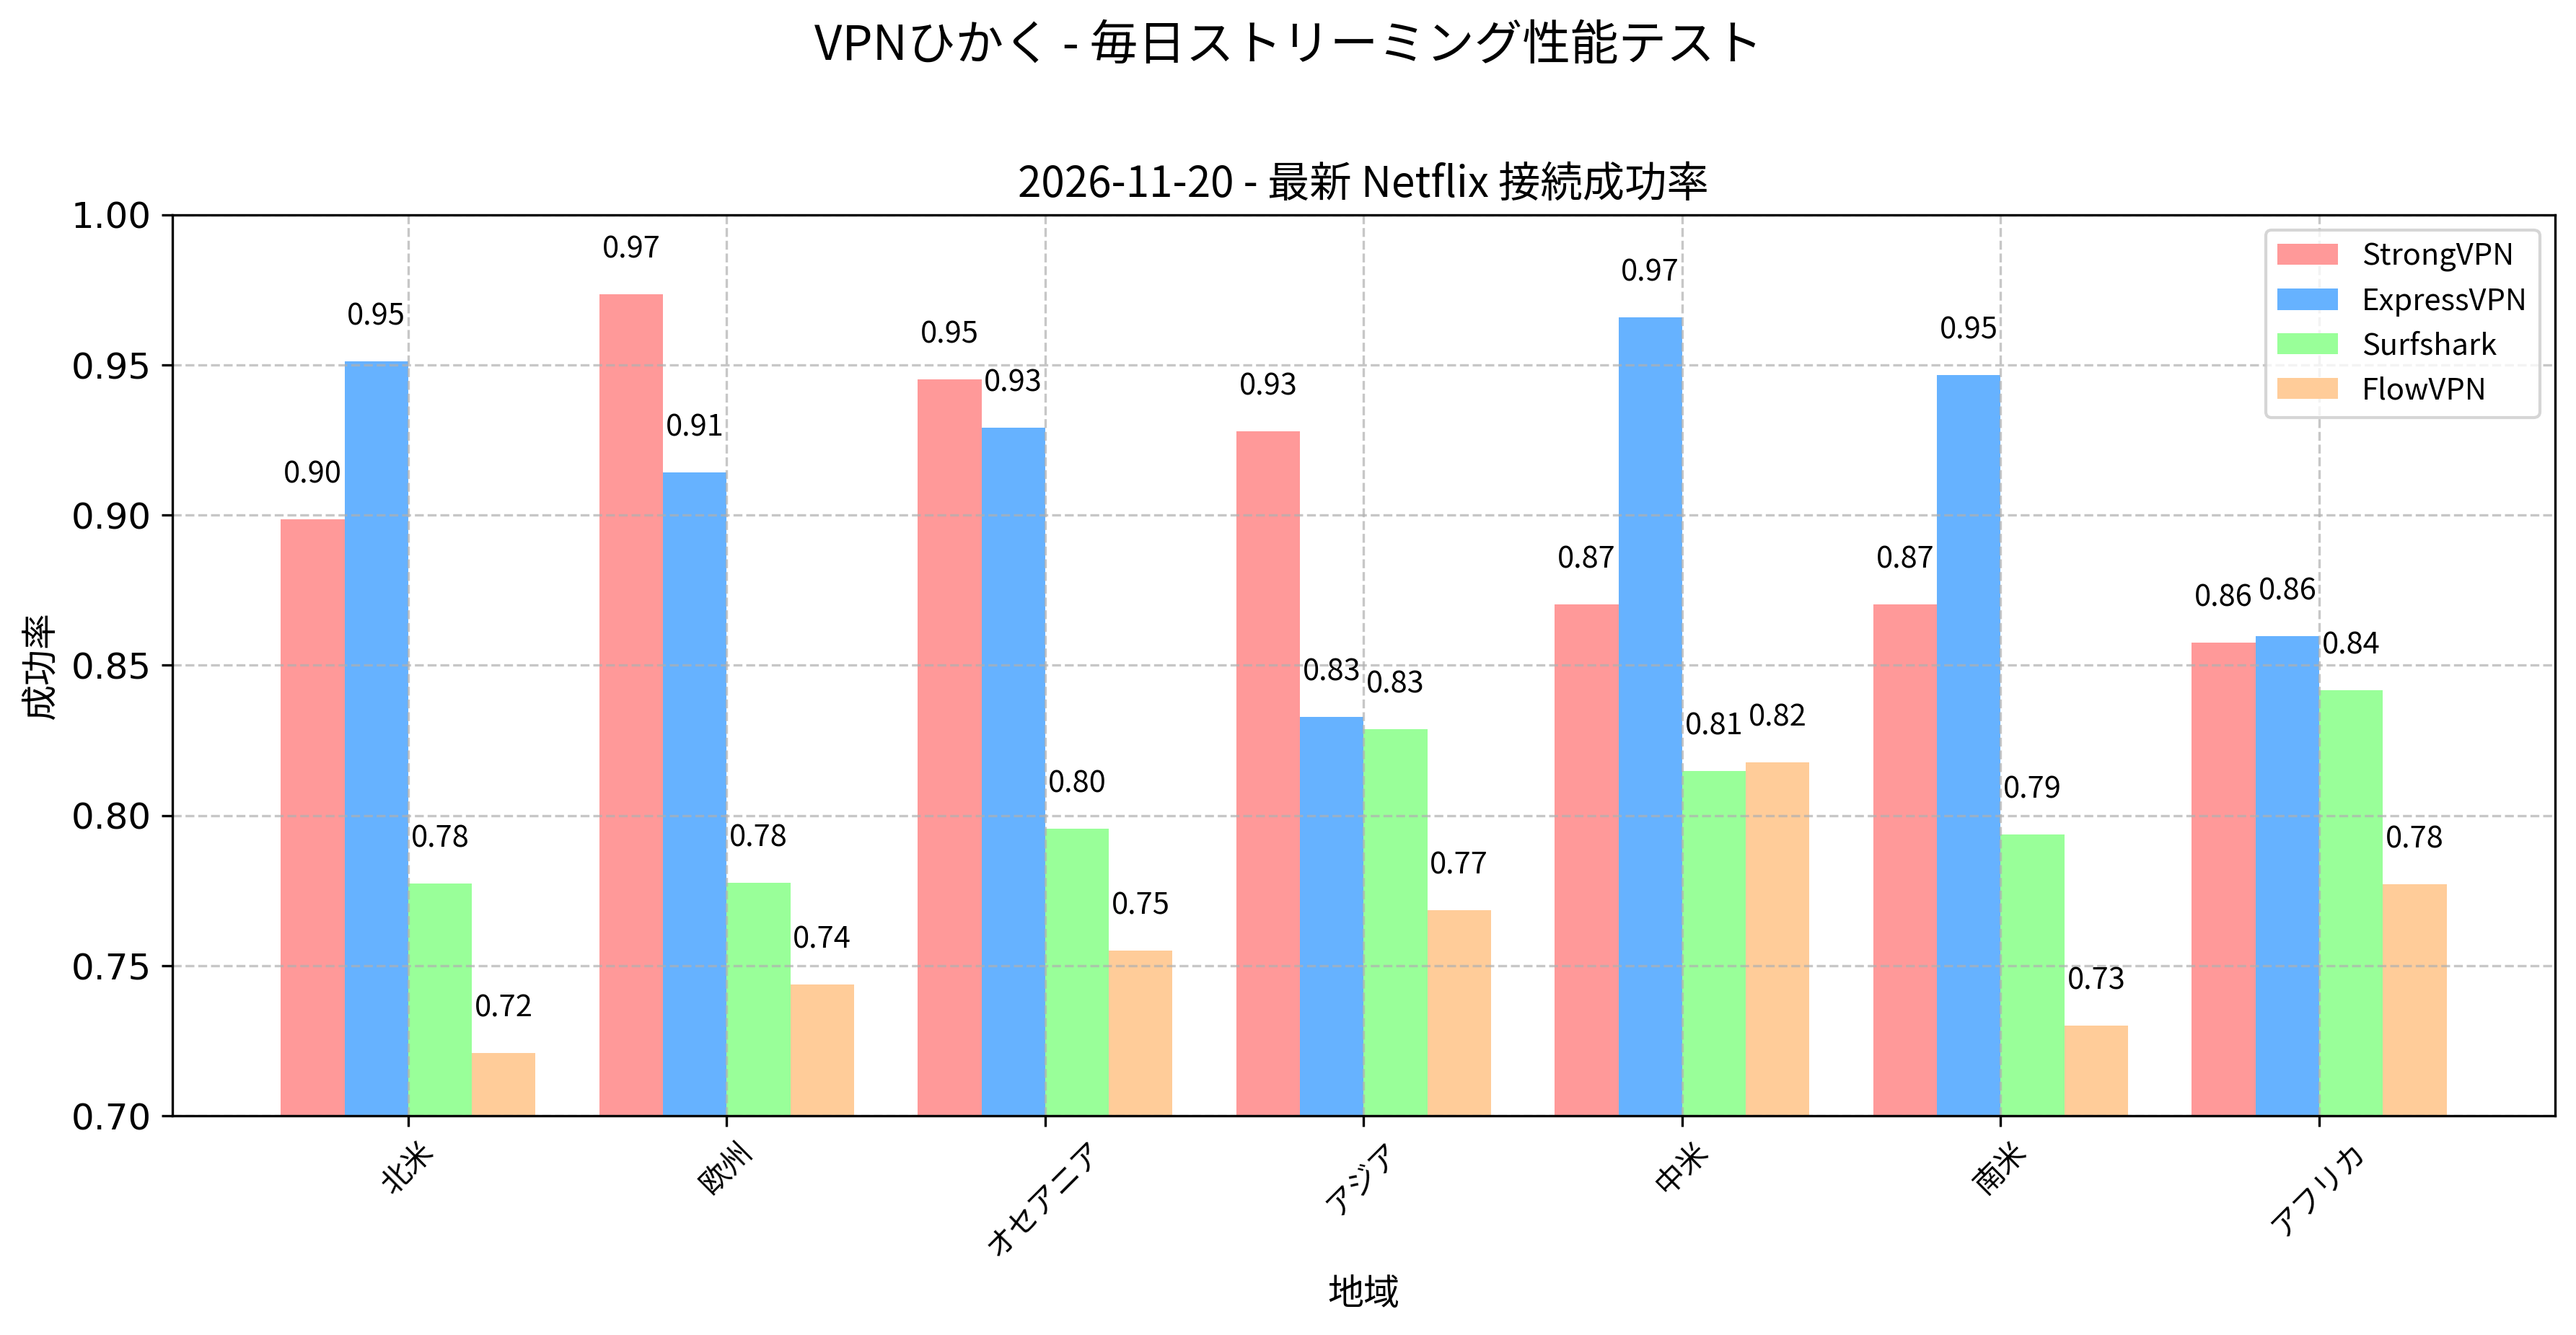 VPNひかく - 毎日ストリーミング性能テスト
2026-11-20 - 最新 Netflix 接続成功率
成功率
1.00
0.95
0.90
0.85
0.80
0.75
0.70
0.90
0.95
0.78
0.72
0.97
0.91
0.78
0.74
0.95
0.93
0.80
0.75
0.93
0.83
0.83
0.77
0.87
0.97
0.81
0.82
0.87
0.95
0.79
0.73
0.86
0.86
0.84
0.78
StrongVPN
ExpressVPN
Surfshark
FlowVPN
北米
欧州
オセアニア
アジア
中米
南米
アフリカ
地域